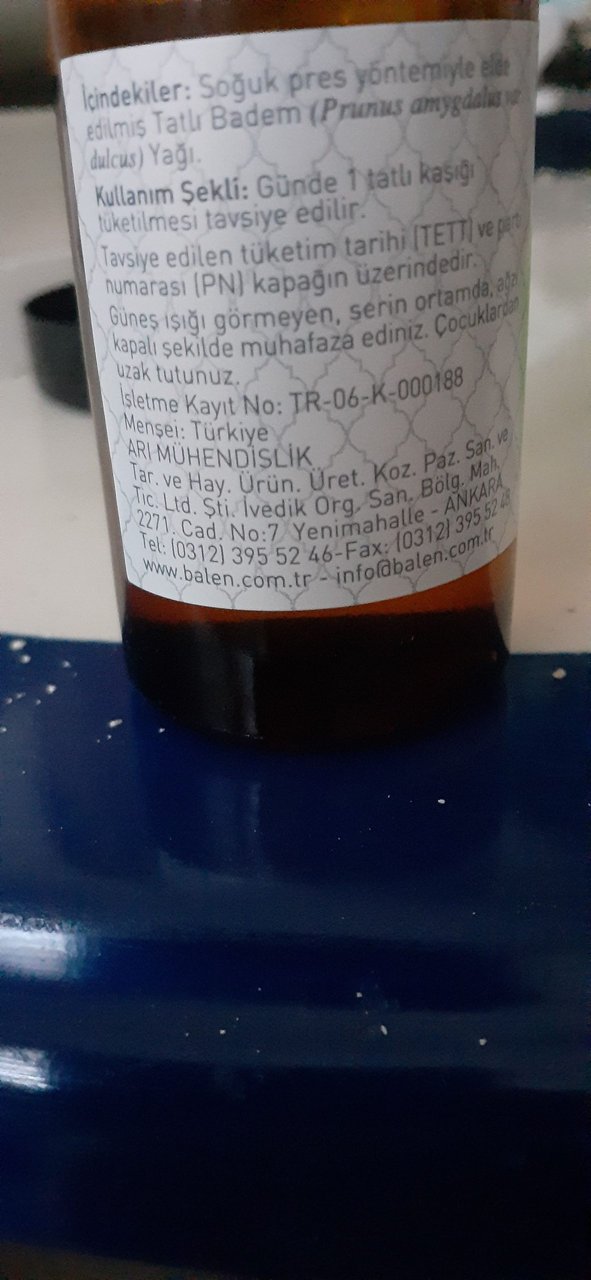 İçindekiler: Soğuk pres yöntemiyle elde
edilmiş Tatlı Badem (Prunus amygdalus var
dulcus) Yağı.
Kullanım Şekli: Günde 1 tatlı kaşığı
tüketilmesi tavsiye edilir.
Tavsiye edilen tüketim tarihi (TETT) ve parti
numarası (PN) kapağın üzerindedir.
Güneş ışığı görmeyen, serin ortamda, ağzı
kapalı şekilde muhafaza ediniz. Çocuklardan
uzak tutunuz.
İşletme Kayıt No: TR-06-K-000188
Menşei: Türkiye
ARI MÜHENDİSLİK
Tar. ve Hay. Ürün. Üret. Koz. Paz. San. ve
Tic. Ltd. Şti. İvedik Org. San. Bölg. Mah.
2271. Cad. No:7 Yenimahalle - ANKARA
Tel: (0312) 395 52 46-Fax: (0312) 395 52 48
www.balen.com.tr - info@balen.com.tr